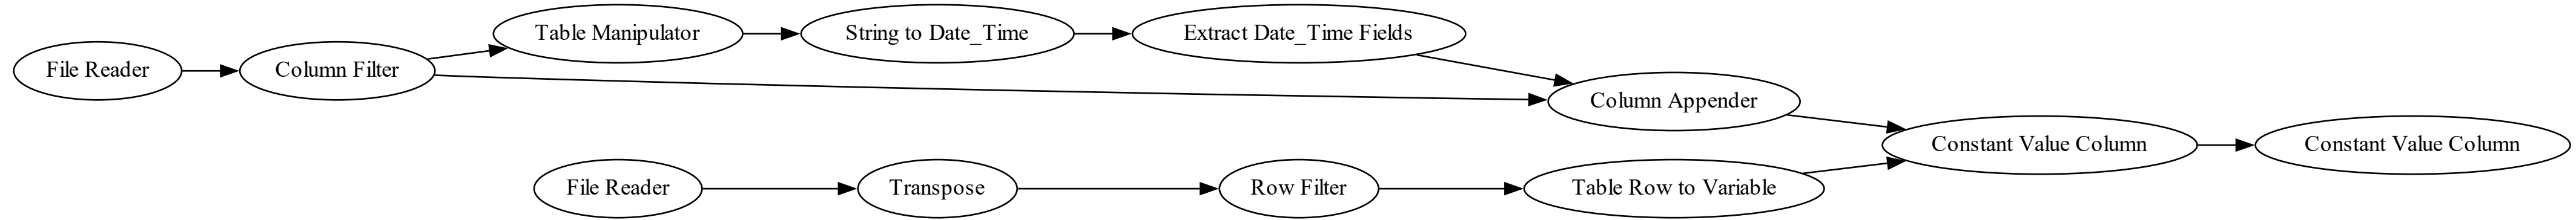 File Reader
Column Filter
Table Manipulator
String to Date_Time
Extract Date_Time Fields
Column Appender
File Reader
Transpose
Row Filter
Table Row to Variable
Constant Value Column
Constant Value Column